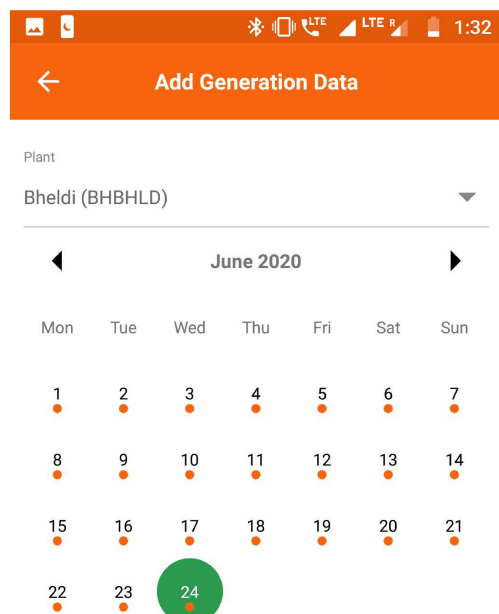 LTE LTE R 1:32
Add Generation Data
Plant
Bheldi (BHBHLD)
June 2020
Mon Tue Wed Thu Fri Sat Sun
1 2 3 4 5 6 7
8 9 10 11 12 13 14
15 16 17 18 19 20 21
22 23 24